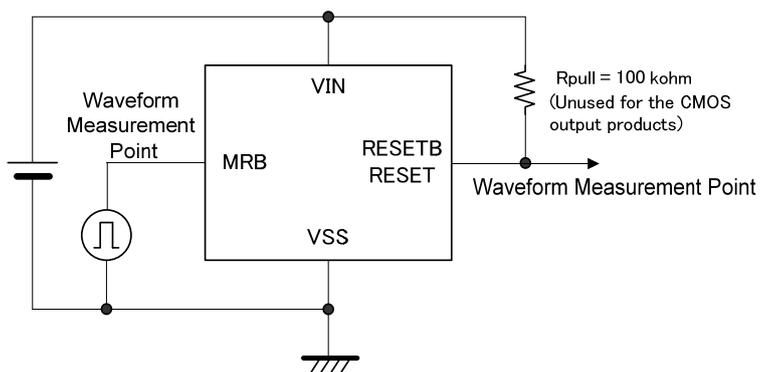 VIN
Rpull = 100 kohm
(Unused for the CMOS
output products)
Waveform
Measurement
Point
MRB
RESETB
RESET
Waveform Measurement Point
VSS